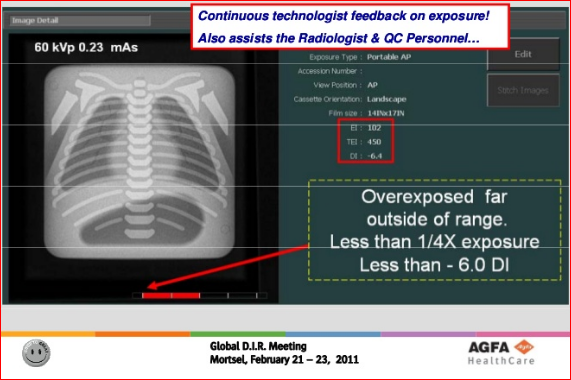 Image Detail
Continuous technologist feedback on exposure!
Also assists the Radiologist & QC Personnel…
60 kVp 0.23 mAs
Exposure Type : Portable AP
Accession Number :
View Position : AP
Cassette Orientation: Landscape
Film size : 14INx17IN
EI : 102
TEI : 450
DI : -6.4
Edit
Stitch Images
Overexposed far
outside of range.
Less than 1/4X exposure
Less than - 6.0 DI
Global D.I.R. Meeting
Mortsel, February 21 – 23, 2011
AGFA
HealthCare